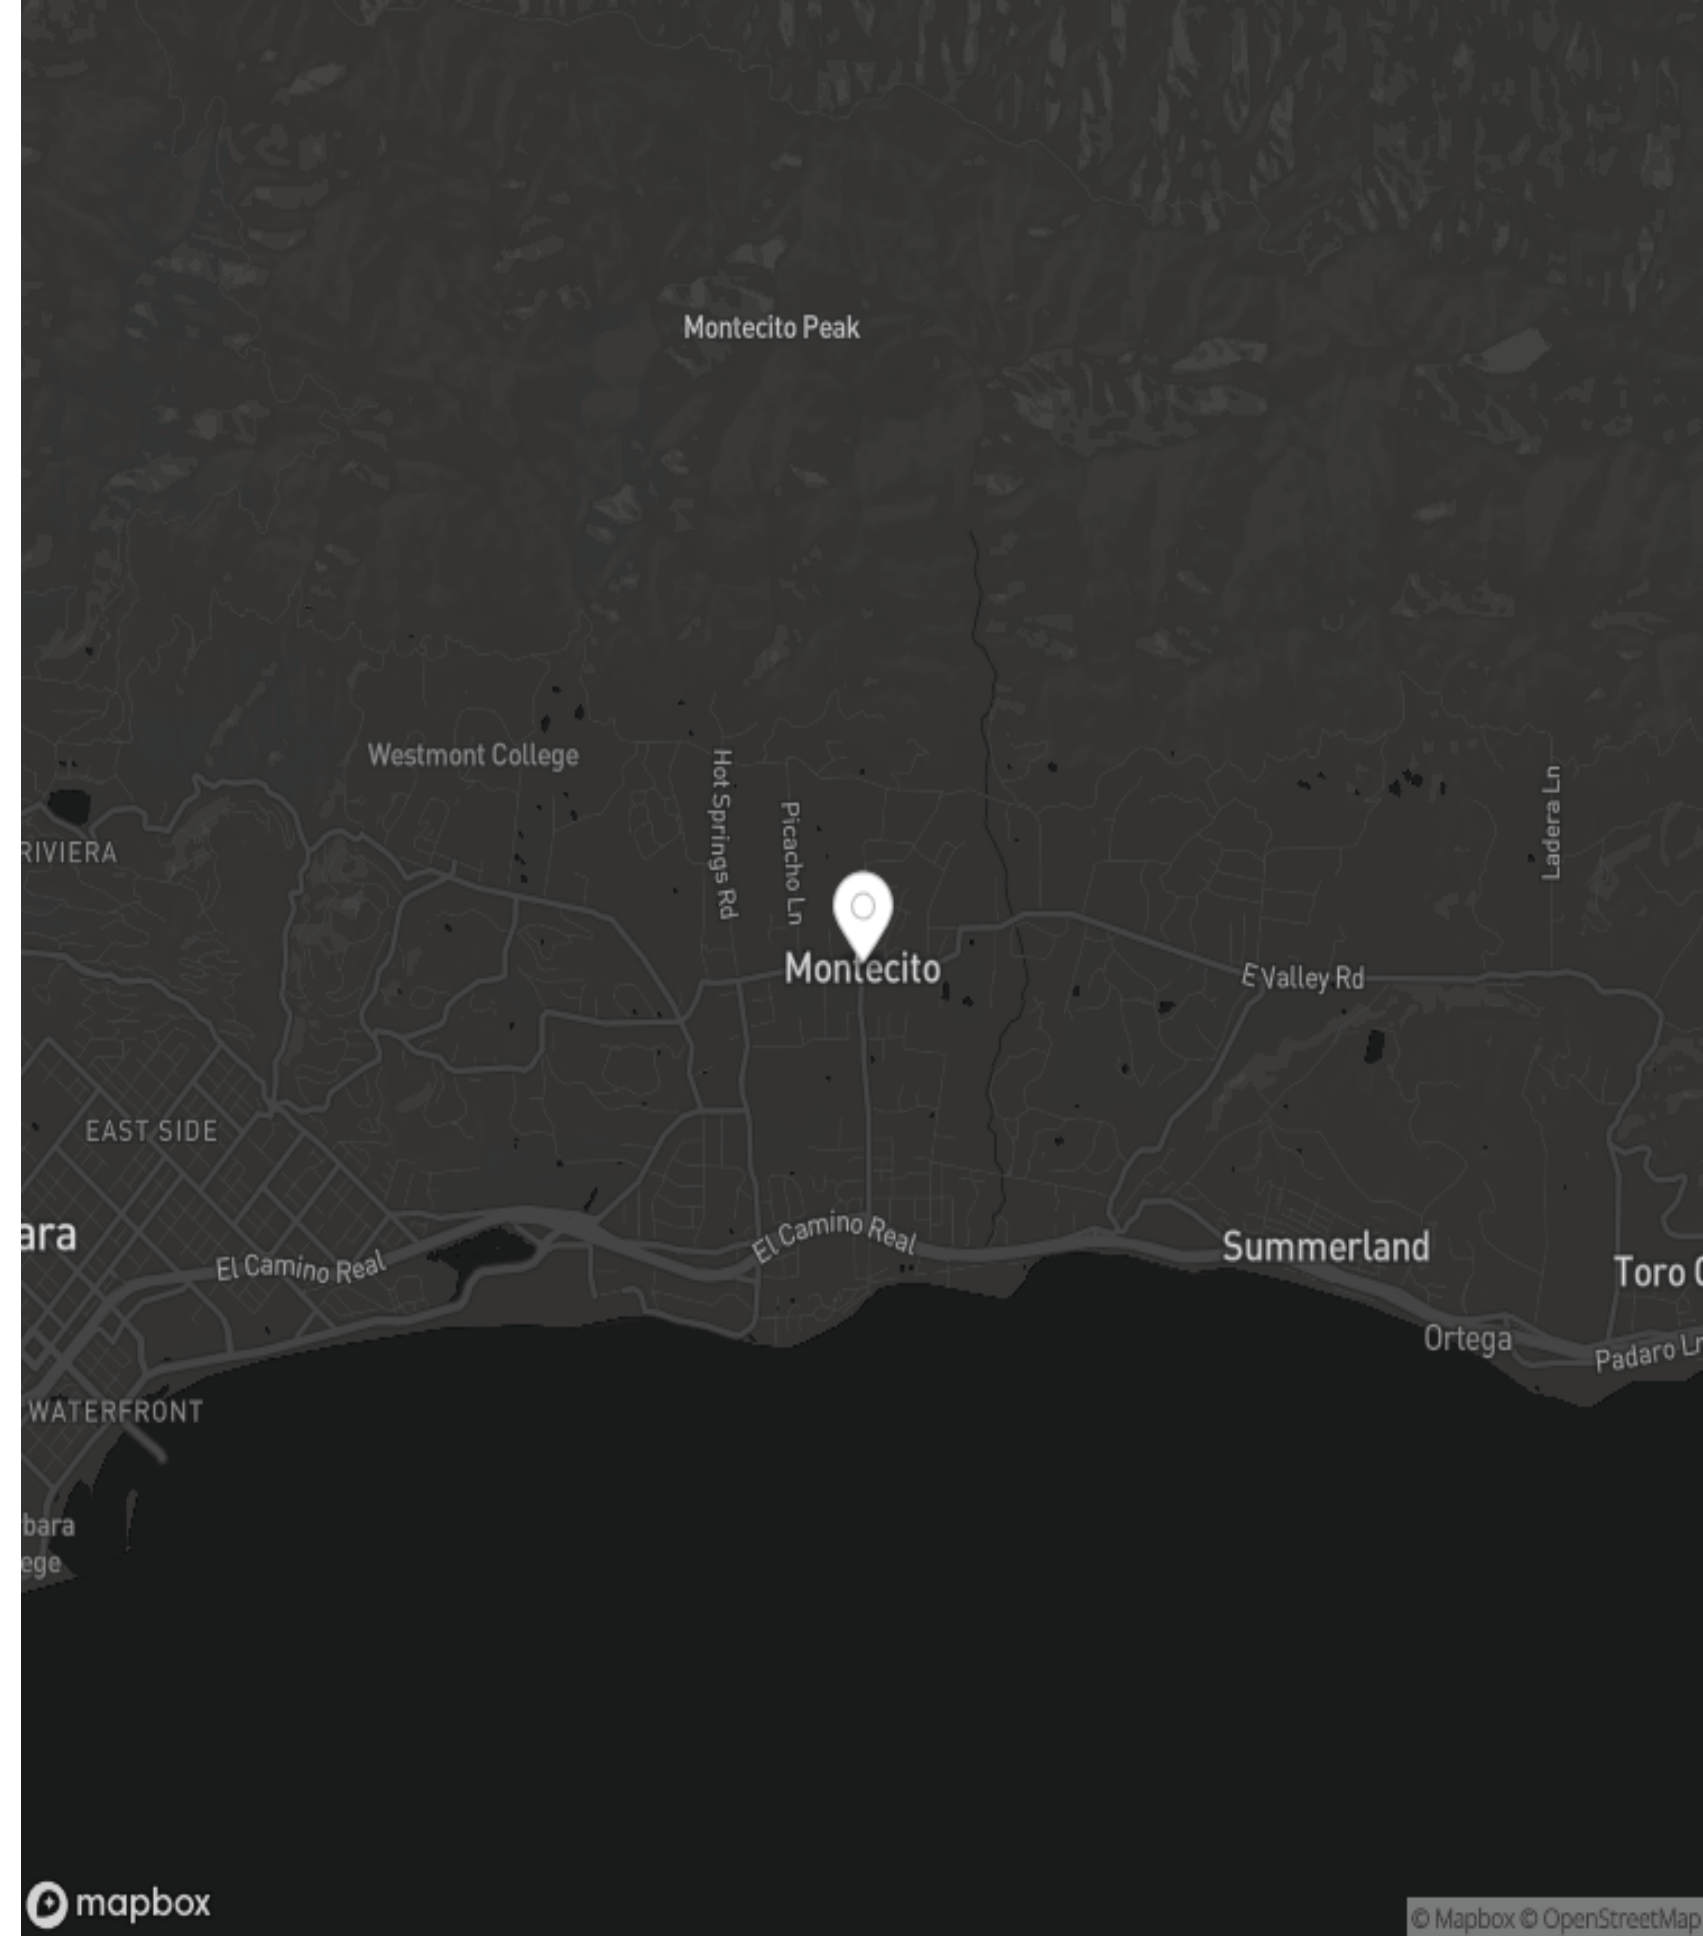 Montecito Peak
Westmont College
Hot Springs Rd
Picacho Ln
Ladera Ln
RIVIERA
Montecito
E Valley Rd
EAST SIDE
ara
El Camino Real
El Camino Real
Summerland
Toro C
Ortega
Padaro Ln
WATERFRONT
bara
ege
mapbox
© Mapbox © OpenStreetMap